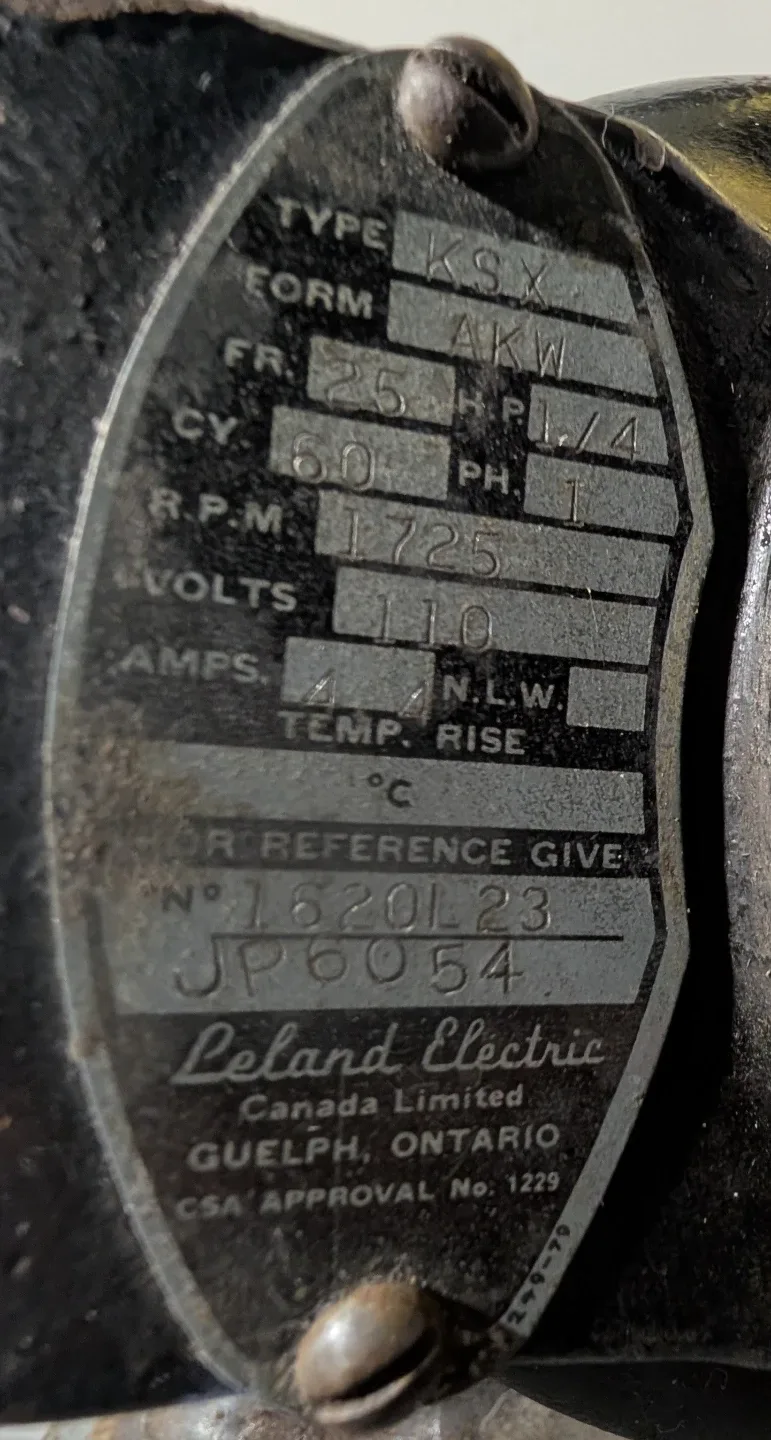 TYPE KSX
FORM AKW
FR. 25 H.P. 1/4
CY. 60 PH. 1
R.P.M. 1725
VOLTS 110
AMPS. 4.4 N.L.W.
TEMP. RISE
°C
FOR REFERENCE GIVE
Nº 1620L23
JP6054
Leland Electric
Canada Limited
GUELPH, ONTARIO
CSA APPROVAL No. 1229